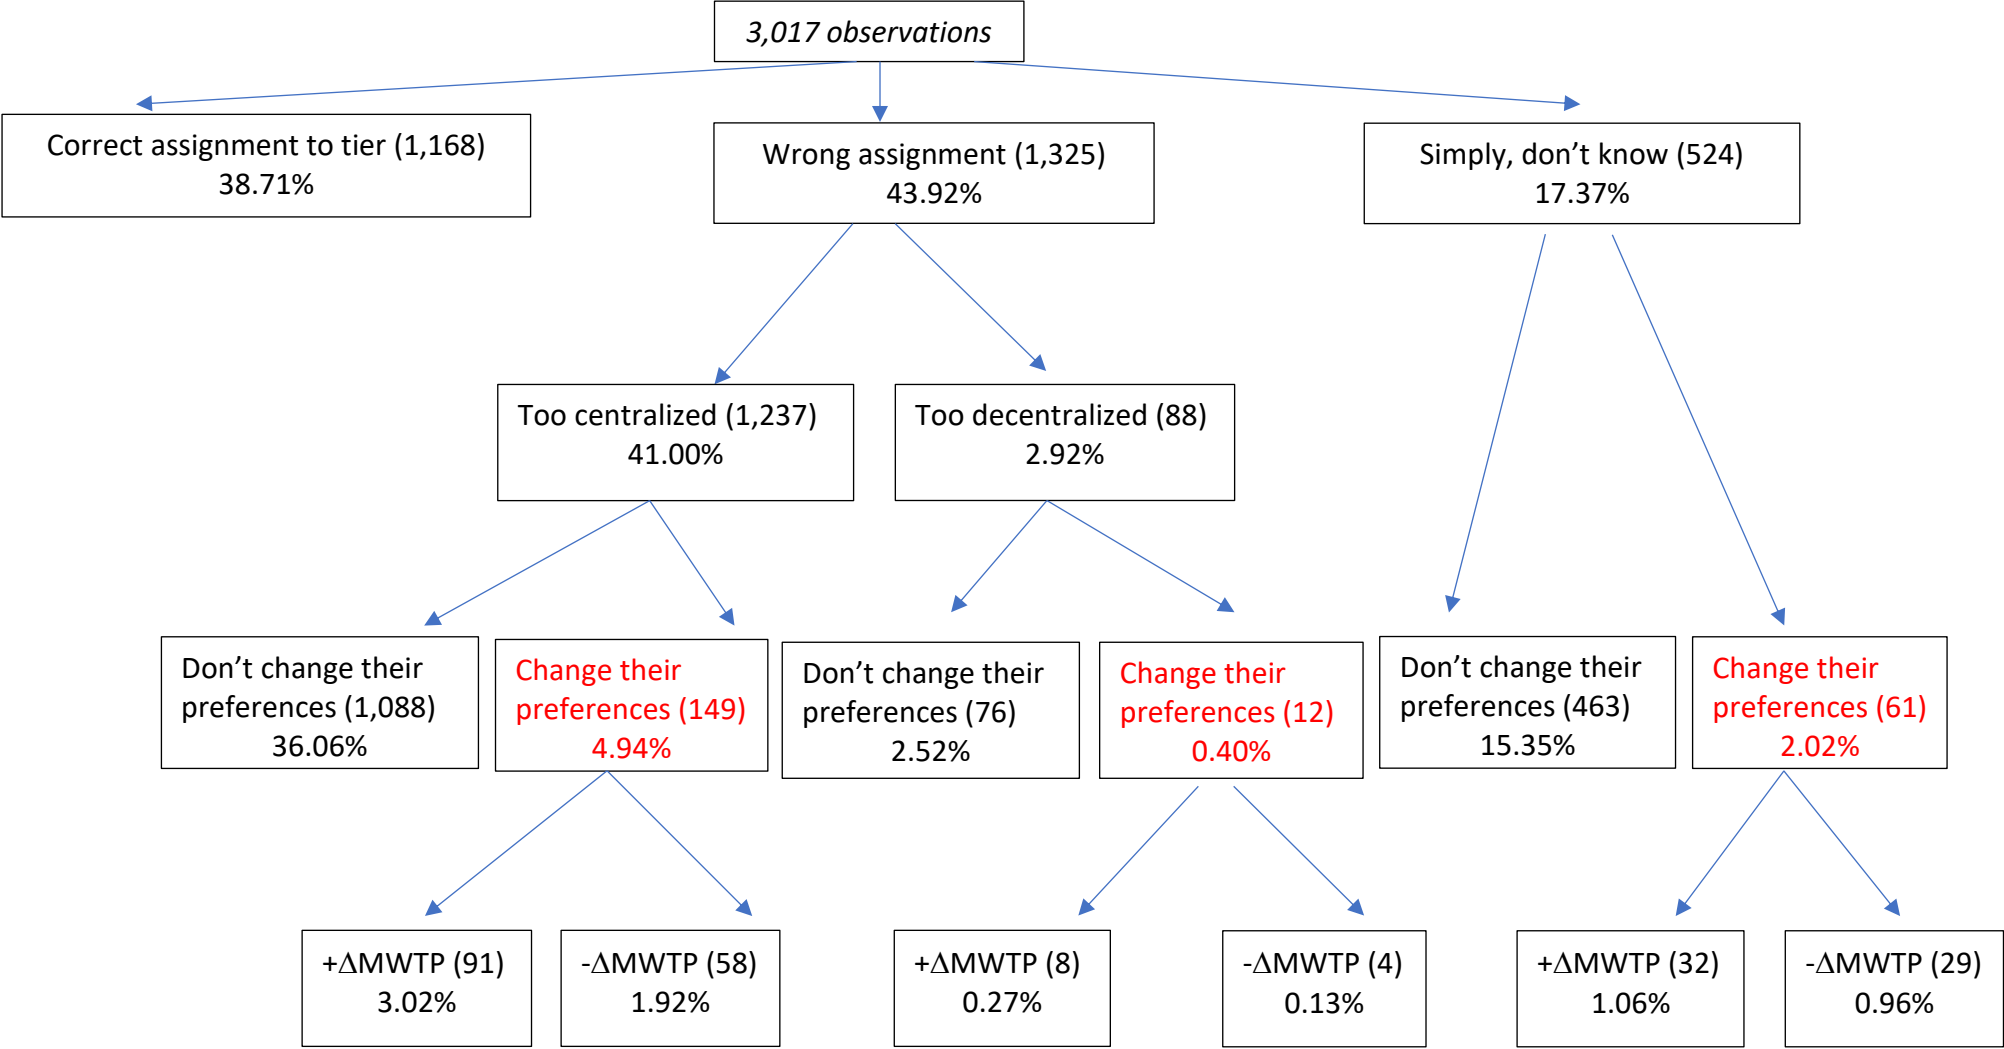 3,017 observations
Correct assignment to tier (1,168)
38.71%
Wrong assignment (1,325)
43.92%
Simply, don’t know (524)
17.37%
Too centralized (1,237)
41.00%
Too decentralized (88)
2.92%
Don’t change their
preferences (1,088)
36.06%
Change their
preferences (149)
4.94%
Don’t change their
preferences (76)
2.52%
Change their
preferences (12)
0.40%
Don’t change their
preferences (463)
15.35%
Change their
preferences (61)
2.02%
+ΔMWTP (91)
3.02%
-ΔMWTP (58)
1.92%
+ΔMWTP (8)
0.27%
-ΔMWTP (4)
0.13%
+ΔMWTP (32)
1.06%
-ΔMWTP (29)
0.96%